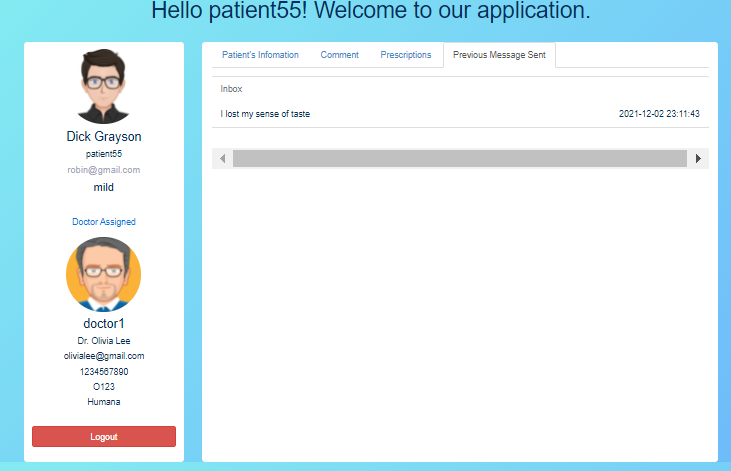 Hello patient55! Welcome to our application.
Dick Grayson
patient55
robin@gmail.com
mild
Doctor Assigned
doctor1
Dr. Olivia Lee
olivialee@gmail.com
1234567890
O123
Humana
Logout
Patient's Infomation Comment Prescriptions Previous Message Sent
Inbox
I lost my sense of taste 2021-12-02 23:11:43